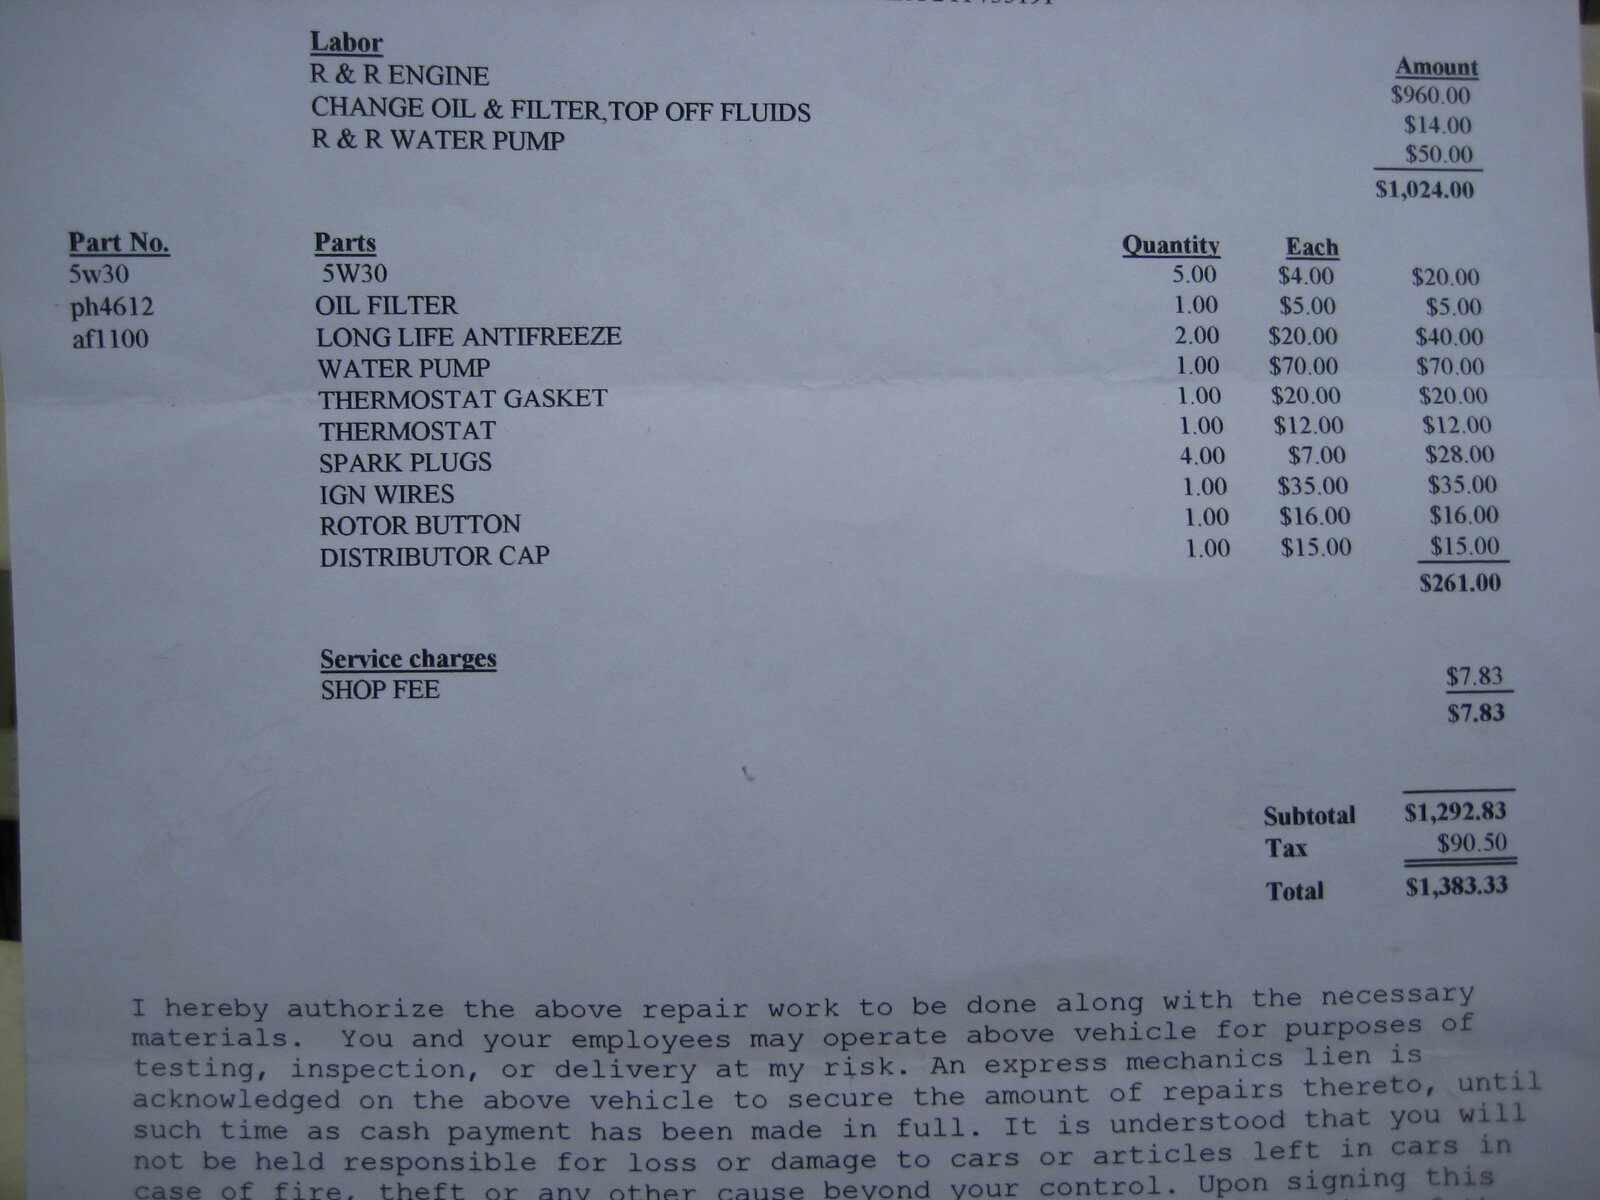 Labor Amount
R & R ENGINE $960.00
CHANGE OIL & FILTER,TOP OFF FLUIDS $14.00
R & R WATER PUMP $50.00
$1,024.00
Part No. Parts Quantity Each
5w30 5W30 5.00 $4.00 $20.00
ph4612 OIL FILTER 1.00 $5.00 $5.00
af1100 LONG LIFE ANTIFREEZE 2.00 $20.00 $40.00
WATER PUMP 1.00 $70.00 $70.00
THERMOSTAT GASKET 1.00 $20.00 $20.00
THERMOSTAT 1.00 $12.00 $12.00
SPARK PLUGS 4.00 $7.00 $28.00
IGN WIRES 1.00 $35.00 $35.00
ROTOR BUTTON 1.00 $16.00 $16.00
DISTRIBUTOR CAP 1.00 $15.00 $15.00
$261.00
Service charges
SHOP FEE $7.83
$7.83
Subtotal $1,292.83
Tax $90.50
Total $1,383.33
I hereby authorize the above repair work to be done along with the necessary
materials. You and your employees may operate above vehicle for purposes of
testing, inspection, or delivery at my risk. An express mechanics lien is
acknowledged on the above vehicle to secure the amount of repairs thereto, until
such time as cash payment has been made in full. It is understood that you will
not be held responsible for loss or damage to cars or articles left in cars in
case of fire, theft or any other cause beyond your control. Upon signing this